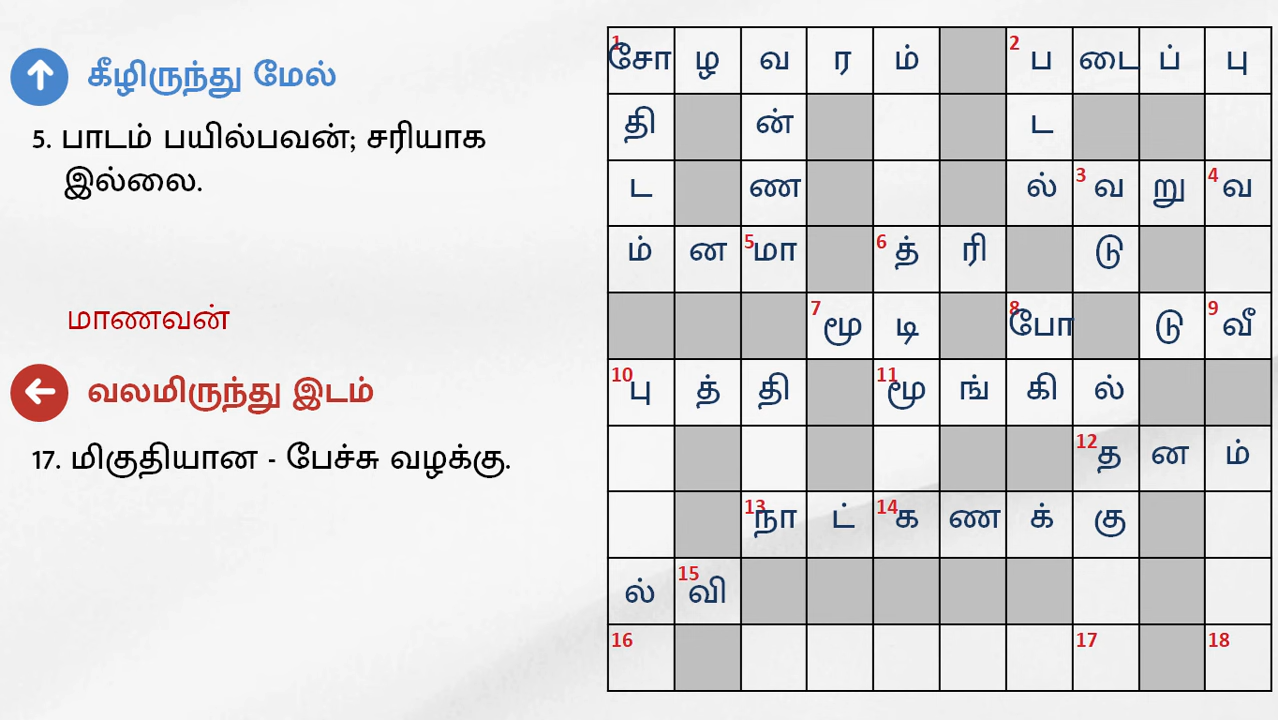 கீழிருந்து மேல்
5. பாடம் பயில்பவன்; சரியாக
இல்லை.
மாணவன்
வலமிருந்து இடம்
17. மிகுதியான - பேச்சு வழக்கு.
1 சோ ழ வ ர ம் 2 ப டை ப் பு
தி ன் ட
ட ண ல் 3 வ று 4 வ
ம் ன 5 மா 6 த் ரி டு
7 மூ டி 8 போ டு 9 வீ
10 பு த் தி 11 மூ ங் கி ல்
12 த ன ம்
13 நா ட் 14 க ண க் கு
ல் 15 வி
16 17 18